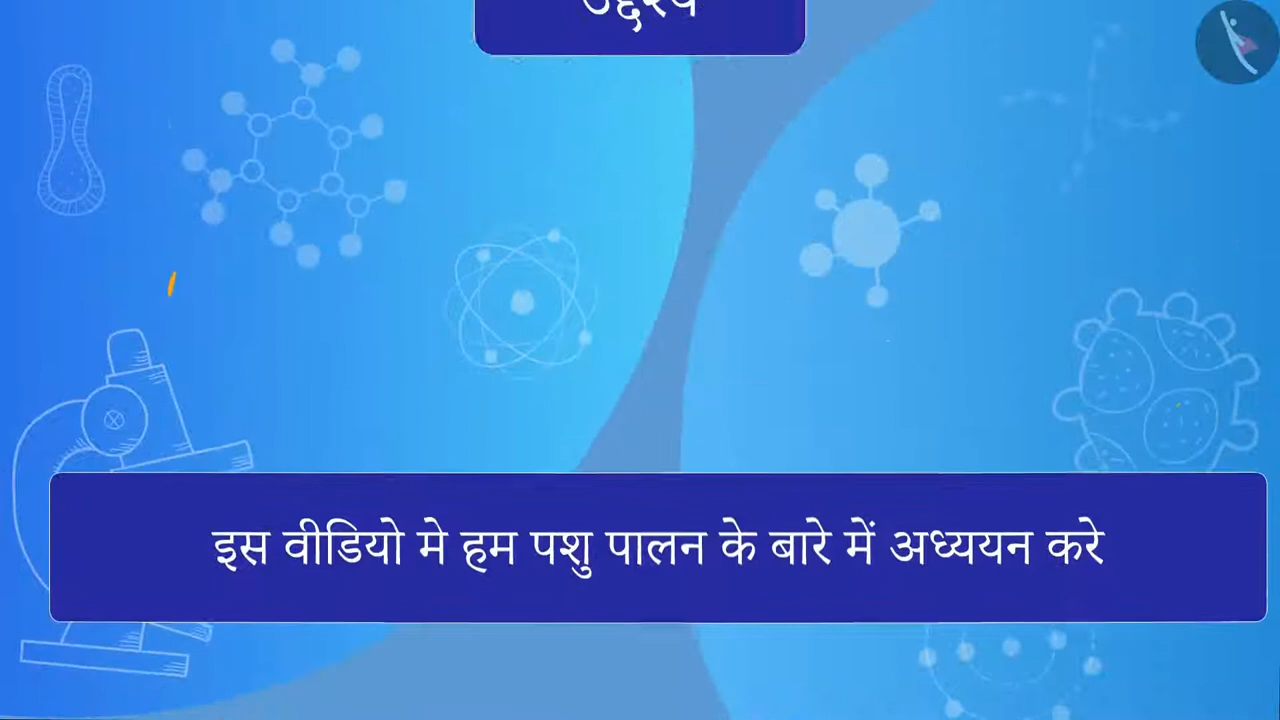 इस वीडियो मे हम पशु पालन के बारे में अध्ययन करे